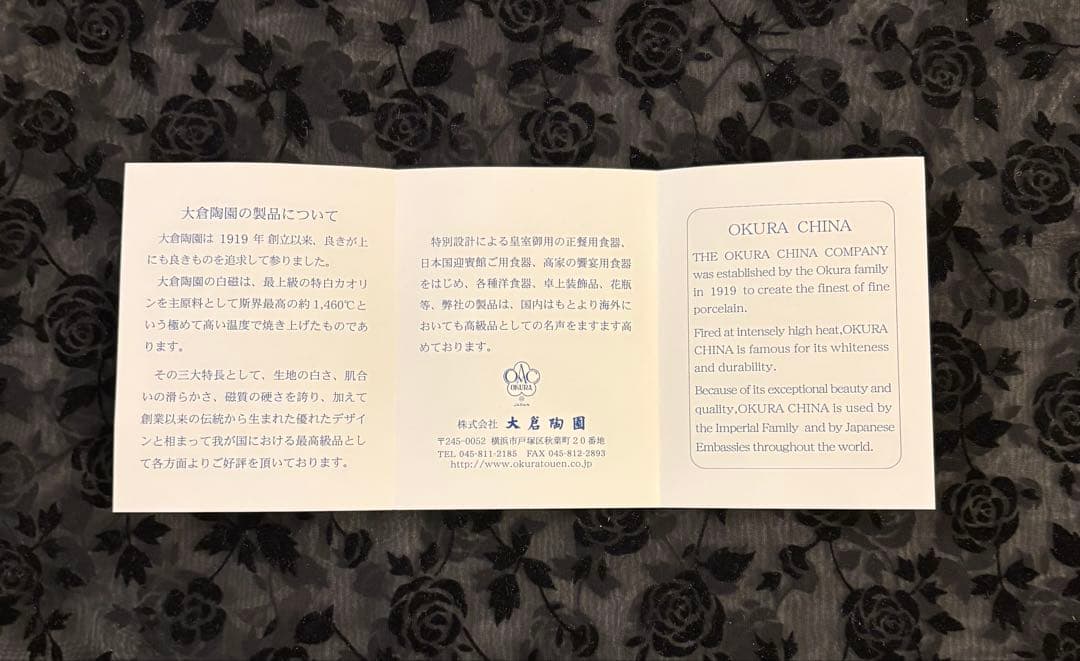 大倉陶園の製品について
大倉陶園は 1919 年 創立以来、良きが上
にも良きものを追求して参りました。
大倉陶園の白磁は、最上級の特白カオリ
ンを主原料として斯界最高の約1,460℃と
いう極めて高い温度で焼き上げたものであ
ります。
その三大特長として、生地の白さ、肌合
いの滑らかさ、磁質の硬さを誇り、加えて
創業以来の伝統から生まれた優れたデザイ
ンと相まって我が国における最高級品とし
て各方面よりご好評を頂いております。
特別設計による皇室御用の正餐用食器、
日本国迎賓館ご用食器、高家の饗宴用食器
をはじめ、各種洋食器、卓上装飾品、花瓶
等、弊社の製品は、国内はもとより海外に
おいても高級品としての名声をますます高
めております。
OAC
OKURA
JAPAN
株式会社 大倉陶園
〒245-0052 横浜市戸塚区秋葉町20番地
TEL 045-811-2185 FAX 045-812-2893
http://www.okuratouen.co.jp
OKURA CHINA
THE OKURA CHINA COMPANY
was established by the Okura family
in 1919 to create the finest of fine
porcelain.
Fired at intensely high heat,OKURA
CHINA is famous for its whiteness
and durability.
Because of its exceptional beauty and
quality,OKURA CHINA is used by
the Imperial Family and by Japanese
Embassies throughout the world.